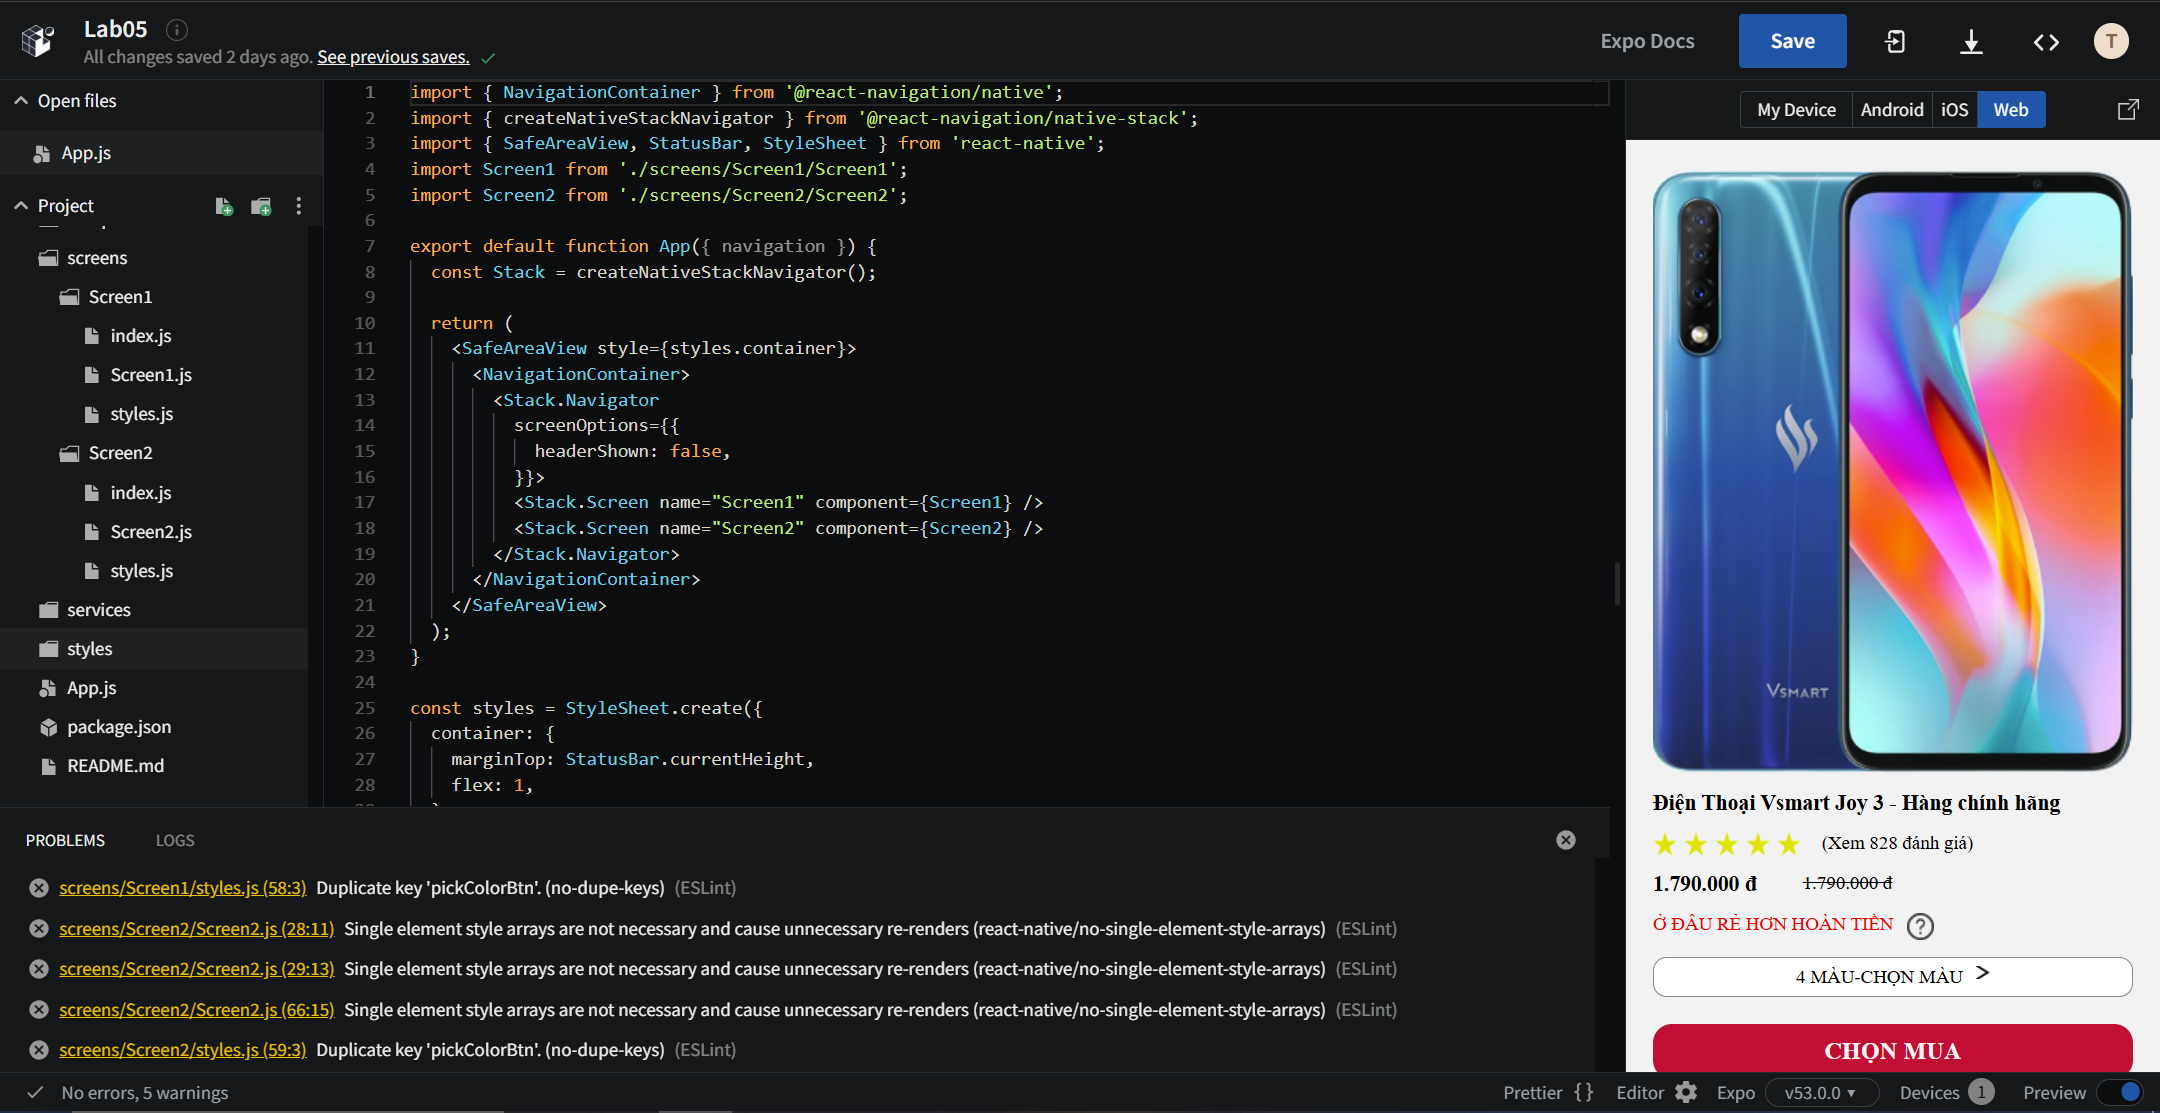 Lab05
All changes saved 2 days ago. See previous saves.
Expo Docs
Save
T
Open files
App.js
Project
screens
Screen1
index.js
Screen1.js
styles.js
Screen2
index.js
Screen2.js
styles.js
services
styles
App.js
package.json
README.md
1 import { NavigationContainer } from '@react-navigation/native';
2 import { createNativeStackNavigator } from '@react-navigation/native-stack';
3 import { SafeAreaView, StatusBar, StyleSheet } from 'react-native';
4 import Screen1 from './screens/Screen1/Screen1';
5 import Screen2 from './screens/Screen2/Screen2';
6
7 export default function App({ navigation }) {
8 const Stack = createNativeStackNavigator();
9
10 return (
11 <SafeAreaView style={styles.container}>
12 <NavigationContainer>
13 <Stack.Navigator
14 screenOptions={{
15 headerShown: false,
16 }}>
17 <Stack.Screen name="Screen1" component={Screen1} />
18 <Stack.Screen name="Screen2" component={Screen2} />
19 </Stack.Navigator>
20 </NavigationContainer>
21 </SafeAreaView>
22 );
23 }
24
25 const styles = StyleSheet.create({
26 container: {
27 marginTop: StatusBar.currentHeight,
28 flex: 1,
My Device Android iOS Web
VSMART
Điện Thoại Vsmart Joy 3 - Hàng chính hãng
(Xem 828 đánh giá)
1.790.000 đ 1.790.000 đ
Ở ĐÂU RẺ HƠN HOÀN TIỀN ?
4 MÀU-CHỌN MÀU >
CHỌN MUA
PROBLEMS LOGS
screens/Screen1/styles.js (58:3) Duplicate key 'pickColorBtn'. (no-dupe-keys) (ESLint)
screens/Screen2/Screen2.js (28:11) Single element style arrays are not necessary and cause unnecessary re-renders (react-native/no-single-element-style-arrays) (ESLint)
screens/Screen2/Screen2.js (29:13) Single element style arrays are not necessary and cause unnecessary re-renders (react-native/no-single-element-style-arrays) (ESLint)
screens/Screen2/Screen2.js (66:15) Single element style arrays are not necessary and cause unnecessary re-renders (react-native/no-single-element-style-arrays) (ESLint)
screens/Screen2/styles.js (59:3) Duplicate key 'pickColorBtn'. (no-dupe-keys) (ESLint)
No errors, 5 warnings
Prettier {} Editor Expo v53.0.0 Devices 1 Preview